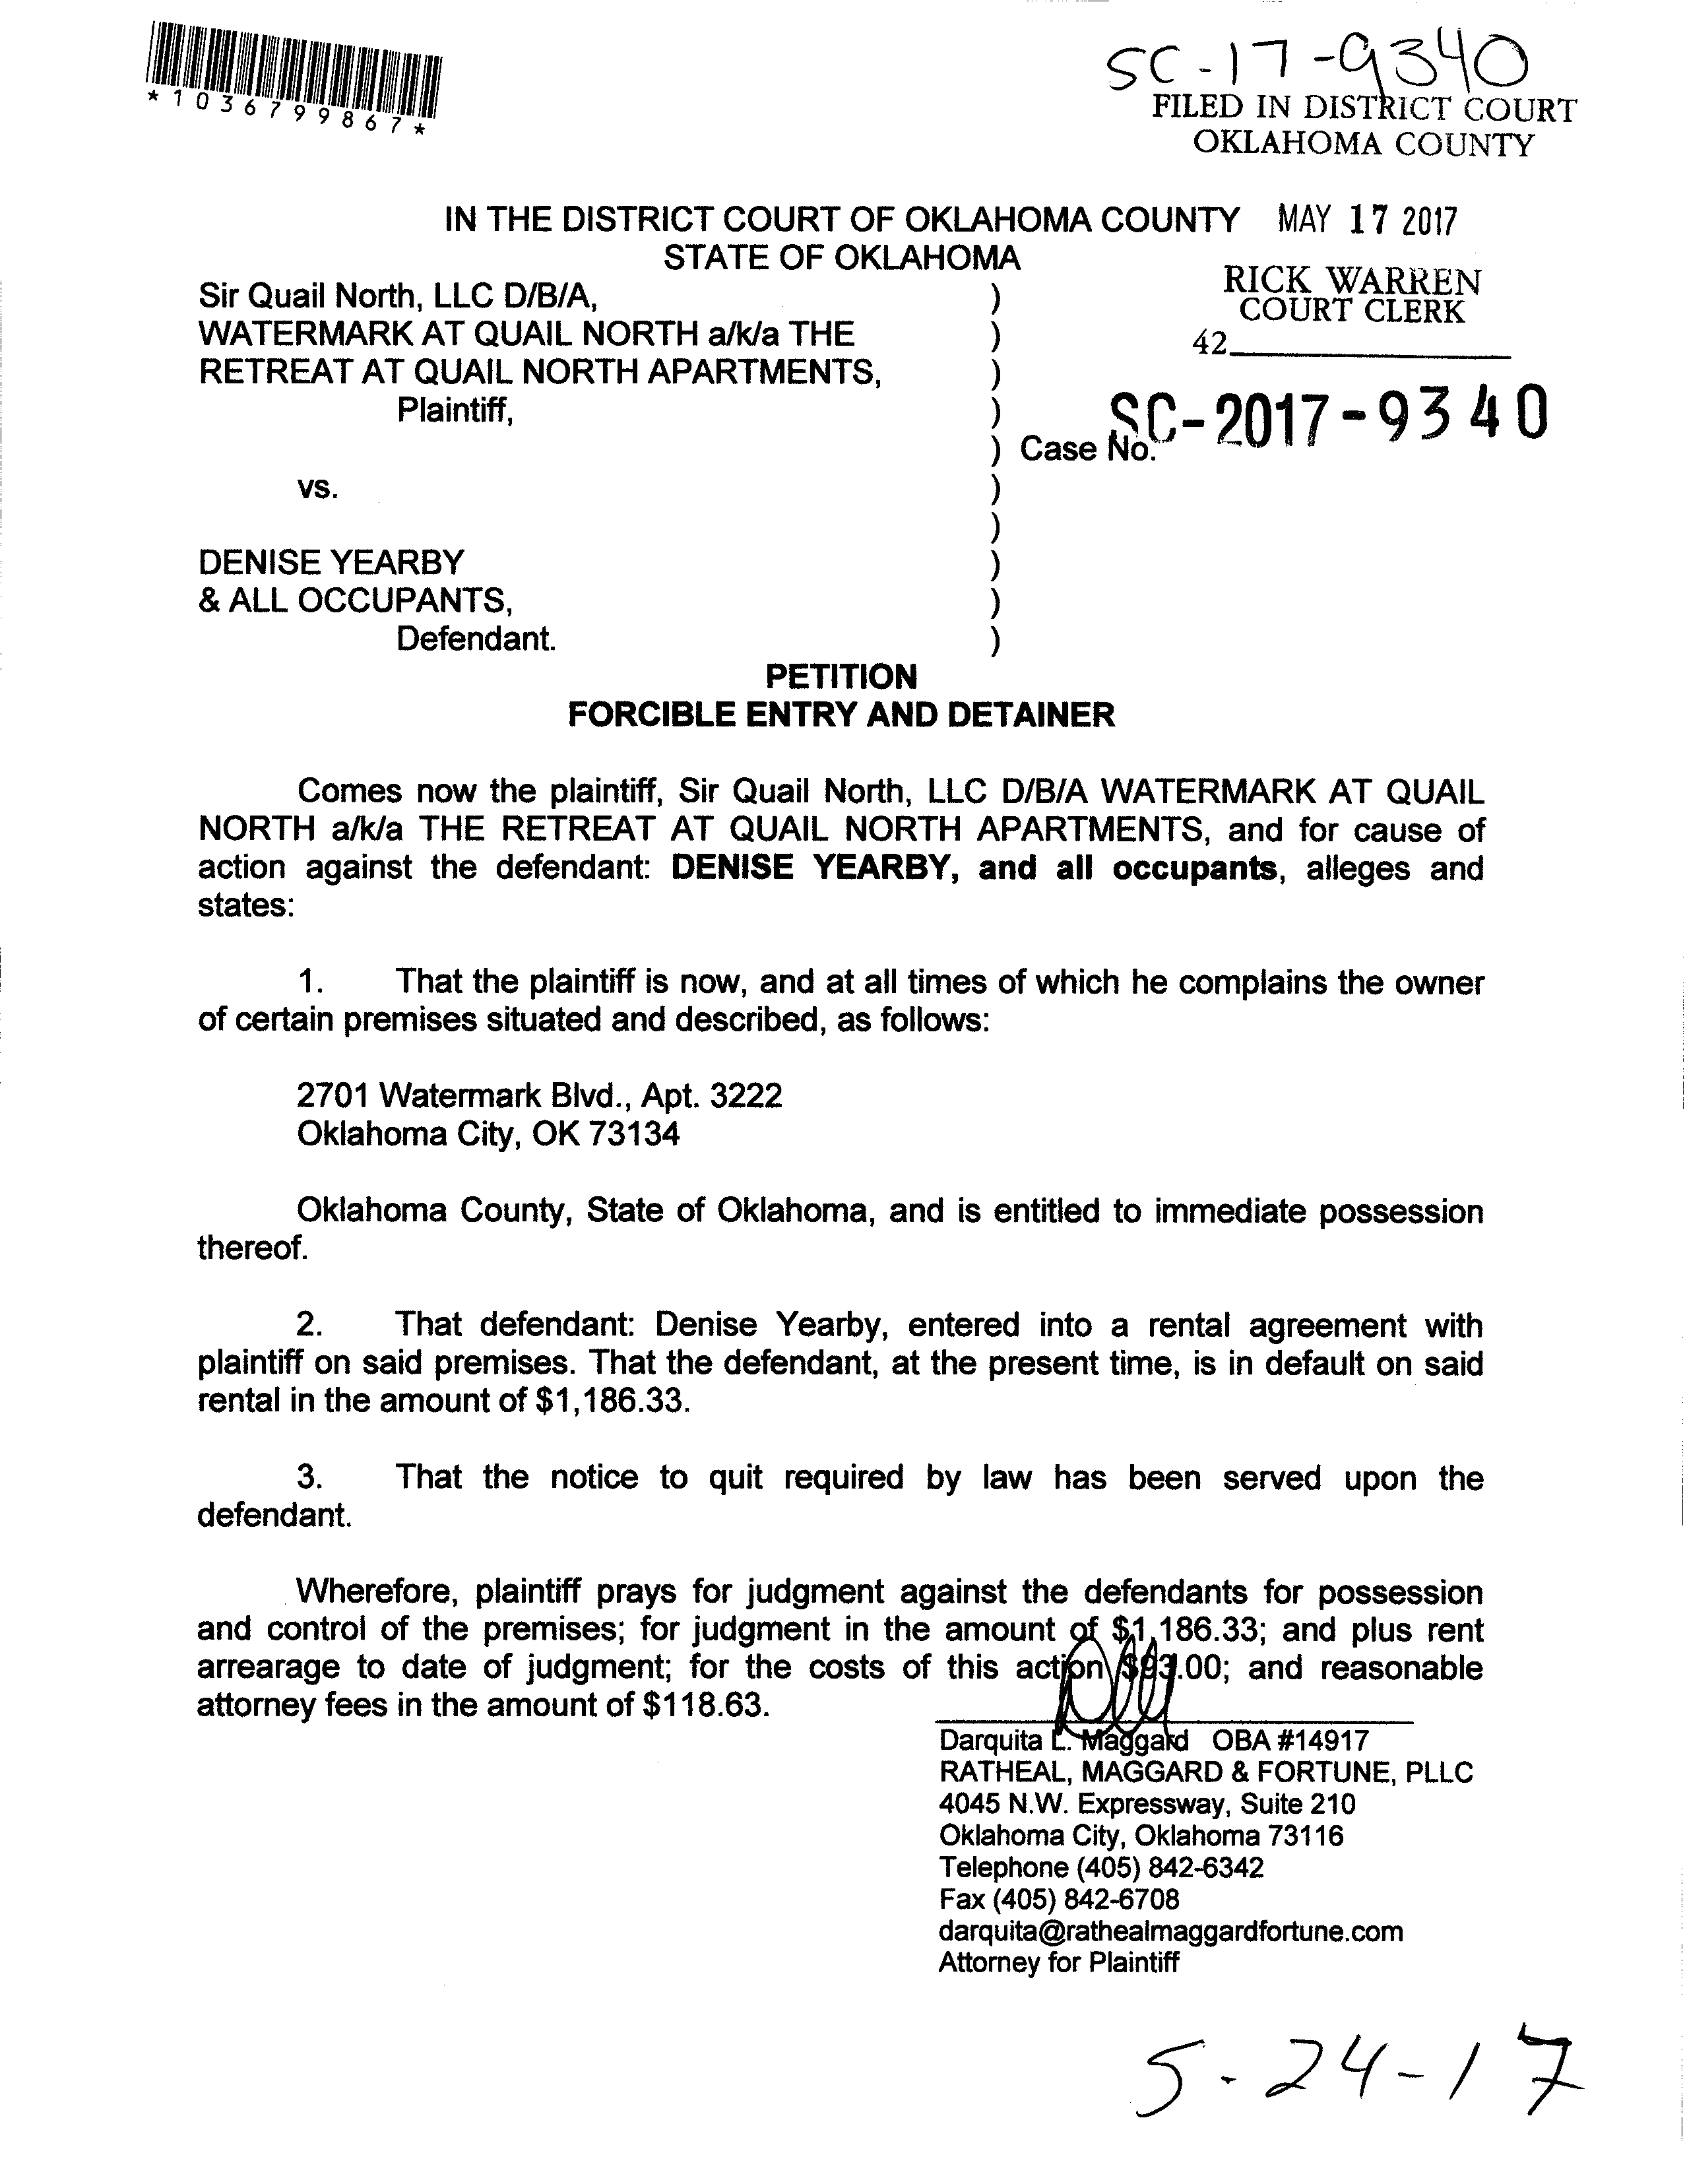 SC-17-9340
*1036799867*
FILED IN DISTRICT COURT
OKLAHOMA COUNTY
IN THE DISTRICT COURT OF OKLAHOMA COUNTY MAY 17 2017
STATE OF OKLAHOMA
RICK WARREN
COURT CLERK
42
Sir Quail North, LLC D/B/A, )
WATERMARK AT QUAIL NORTH a/k/a THE )
RETREAT AT QUAIL NORTH APARTMENTS, )
Plaintiff, )
) Case No. SC-2017-9340
vs. )
)
DENISE YEARBY )
& ALL OCCUPANTS, )
Defendant. )
PETITION
FORCIBLE ENTRY AND DETAINER
Comes now the plaintiff, Sir Quail North, LLC D/B/A WATERMARK AT QUAIL
NORTH a/k/a THE RETREAT AT QUAIL NORTH APARTMENTS, and for cause of
action against the defendant: DENISE YEARBY, and all occupants, alleges and
states:
1. That the plaintiff is now, and at all times of which he complains the owner
of certain premises situated and described, as follows:
2701 Watermark Blvd., Apt. 3222
Oklahoma City, OK 73134
Oklahoma County, State of Oklahoma, and is entitled to immediate possession
thereof.
2. That defendant: Denise Yearby, entered into a rental agreement with
plaintiff on said premises. That the defendant, at the present time, is in default on said
rental in the amount of $1,186.33.
3. That the notice to quit required by law has been served upon the
defendant.
Wherefore, plaintiff prays for judgment against the defendants for possession
and control of the premises; for judgment in the amount of $1,186.33; and plus rent
arrearage to date of judgment; for the costs of this action $93.00; and reasonable
attorney fees in the amount of $118.63.
Darquita L. Maggard OBA #14917
RATHEAL, MAGGARD & FORTUNE, PLLC
4045 N.W. Expressway, Suite 210
Oklahoma City, Oklahoma 73116
Telephone (405) 842-6342
Fax (405) 842-6708
darquita@rathealmaggardfortune.com
Attorney for Plaintiff
5-24-17